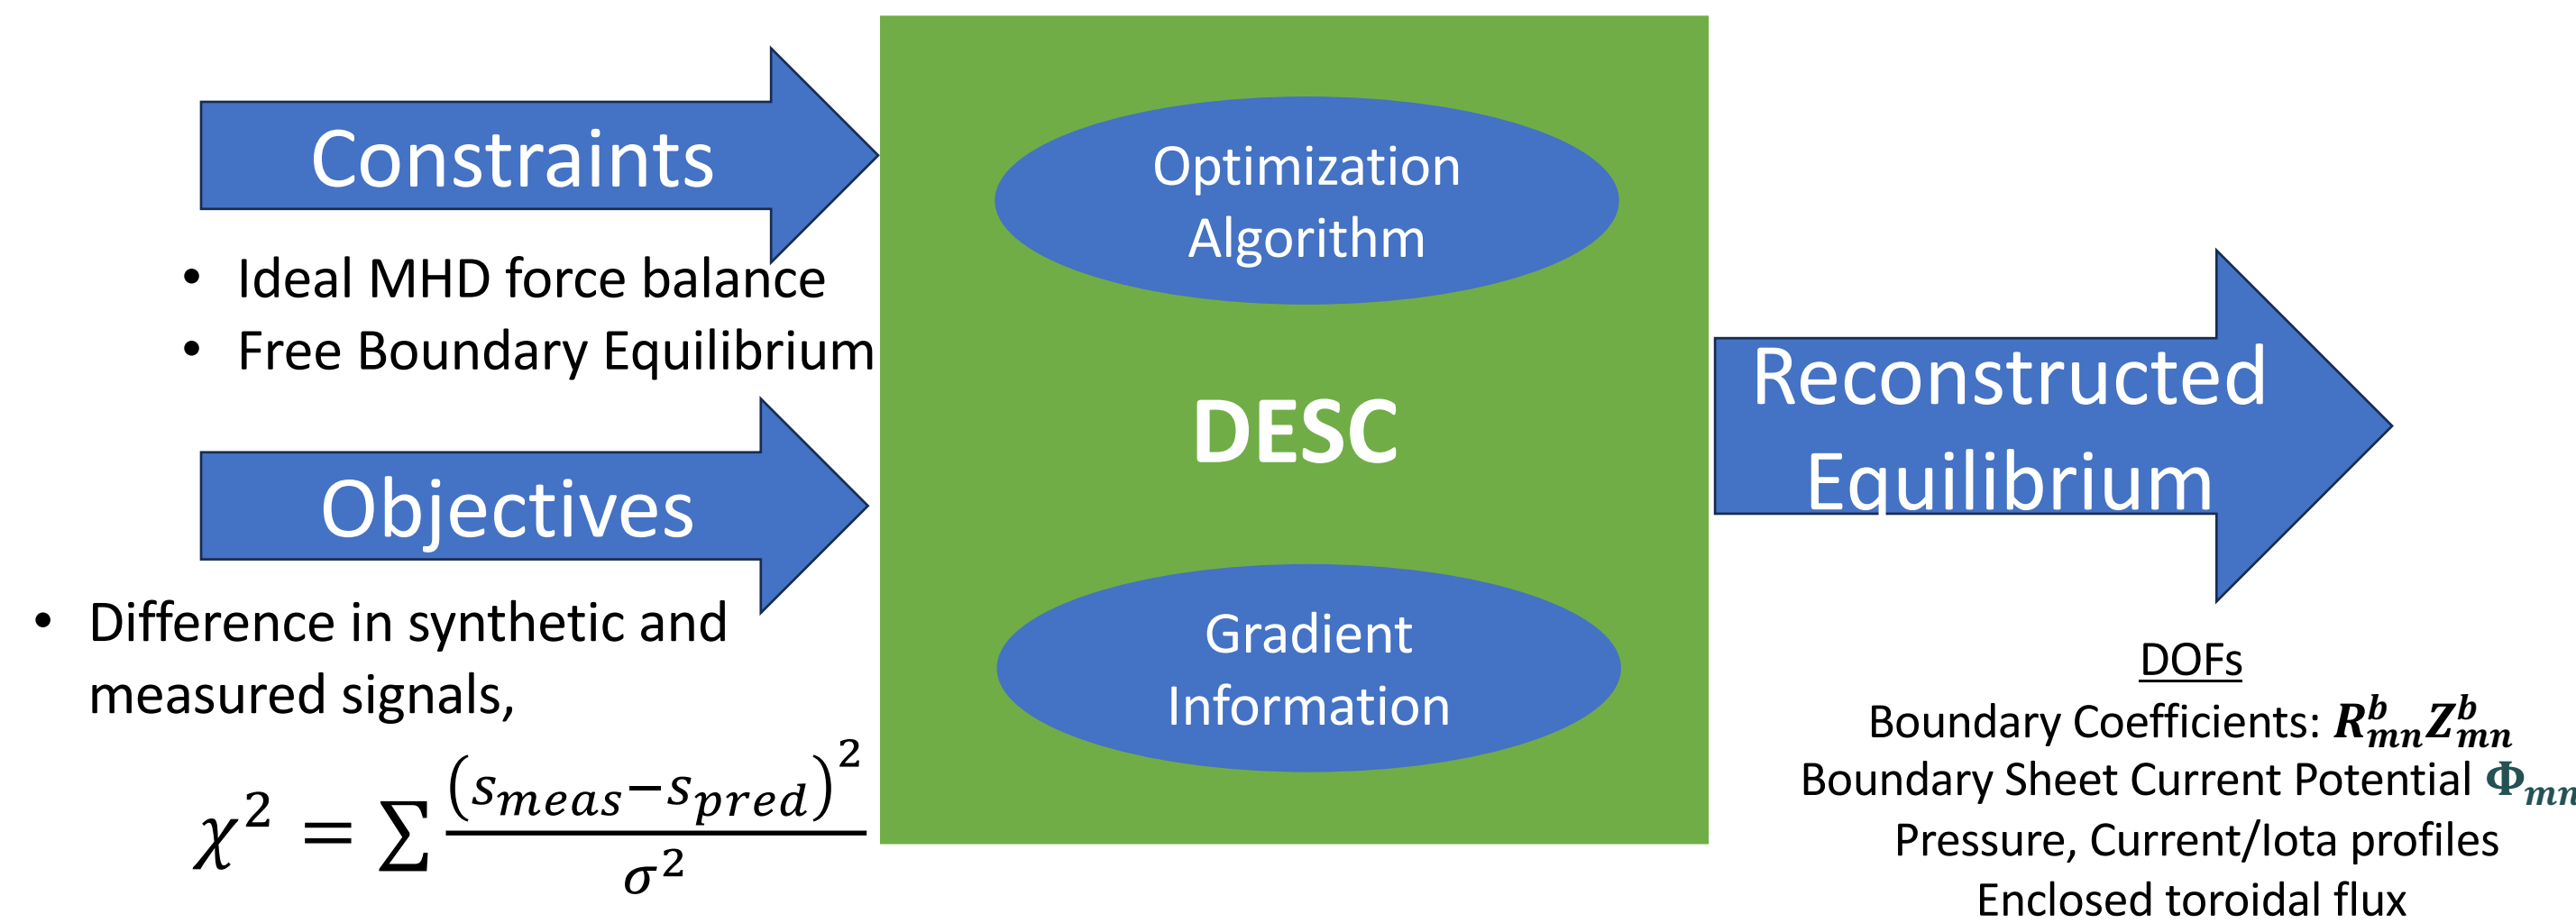 Constraints
• Ideal MHD force balance
• Free Boundary Equilibrium
Objectives
• Difference in synthetic and
measured signals,
χ² = ∑ (s_meas−s_pred)² / σ²
Optimization
Algorithm
DESC
Gradient
Information
Reconstructed
Equilibrium
DOFs
Boundary Coefficients: R^b_mn Z^b_mn
Boundary Sheet Current Potential Φ_mn
Pressure, Current/Iota profiles
Enclosed toroidal flux